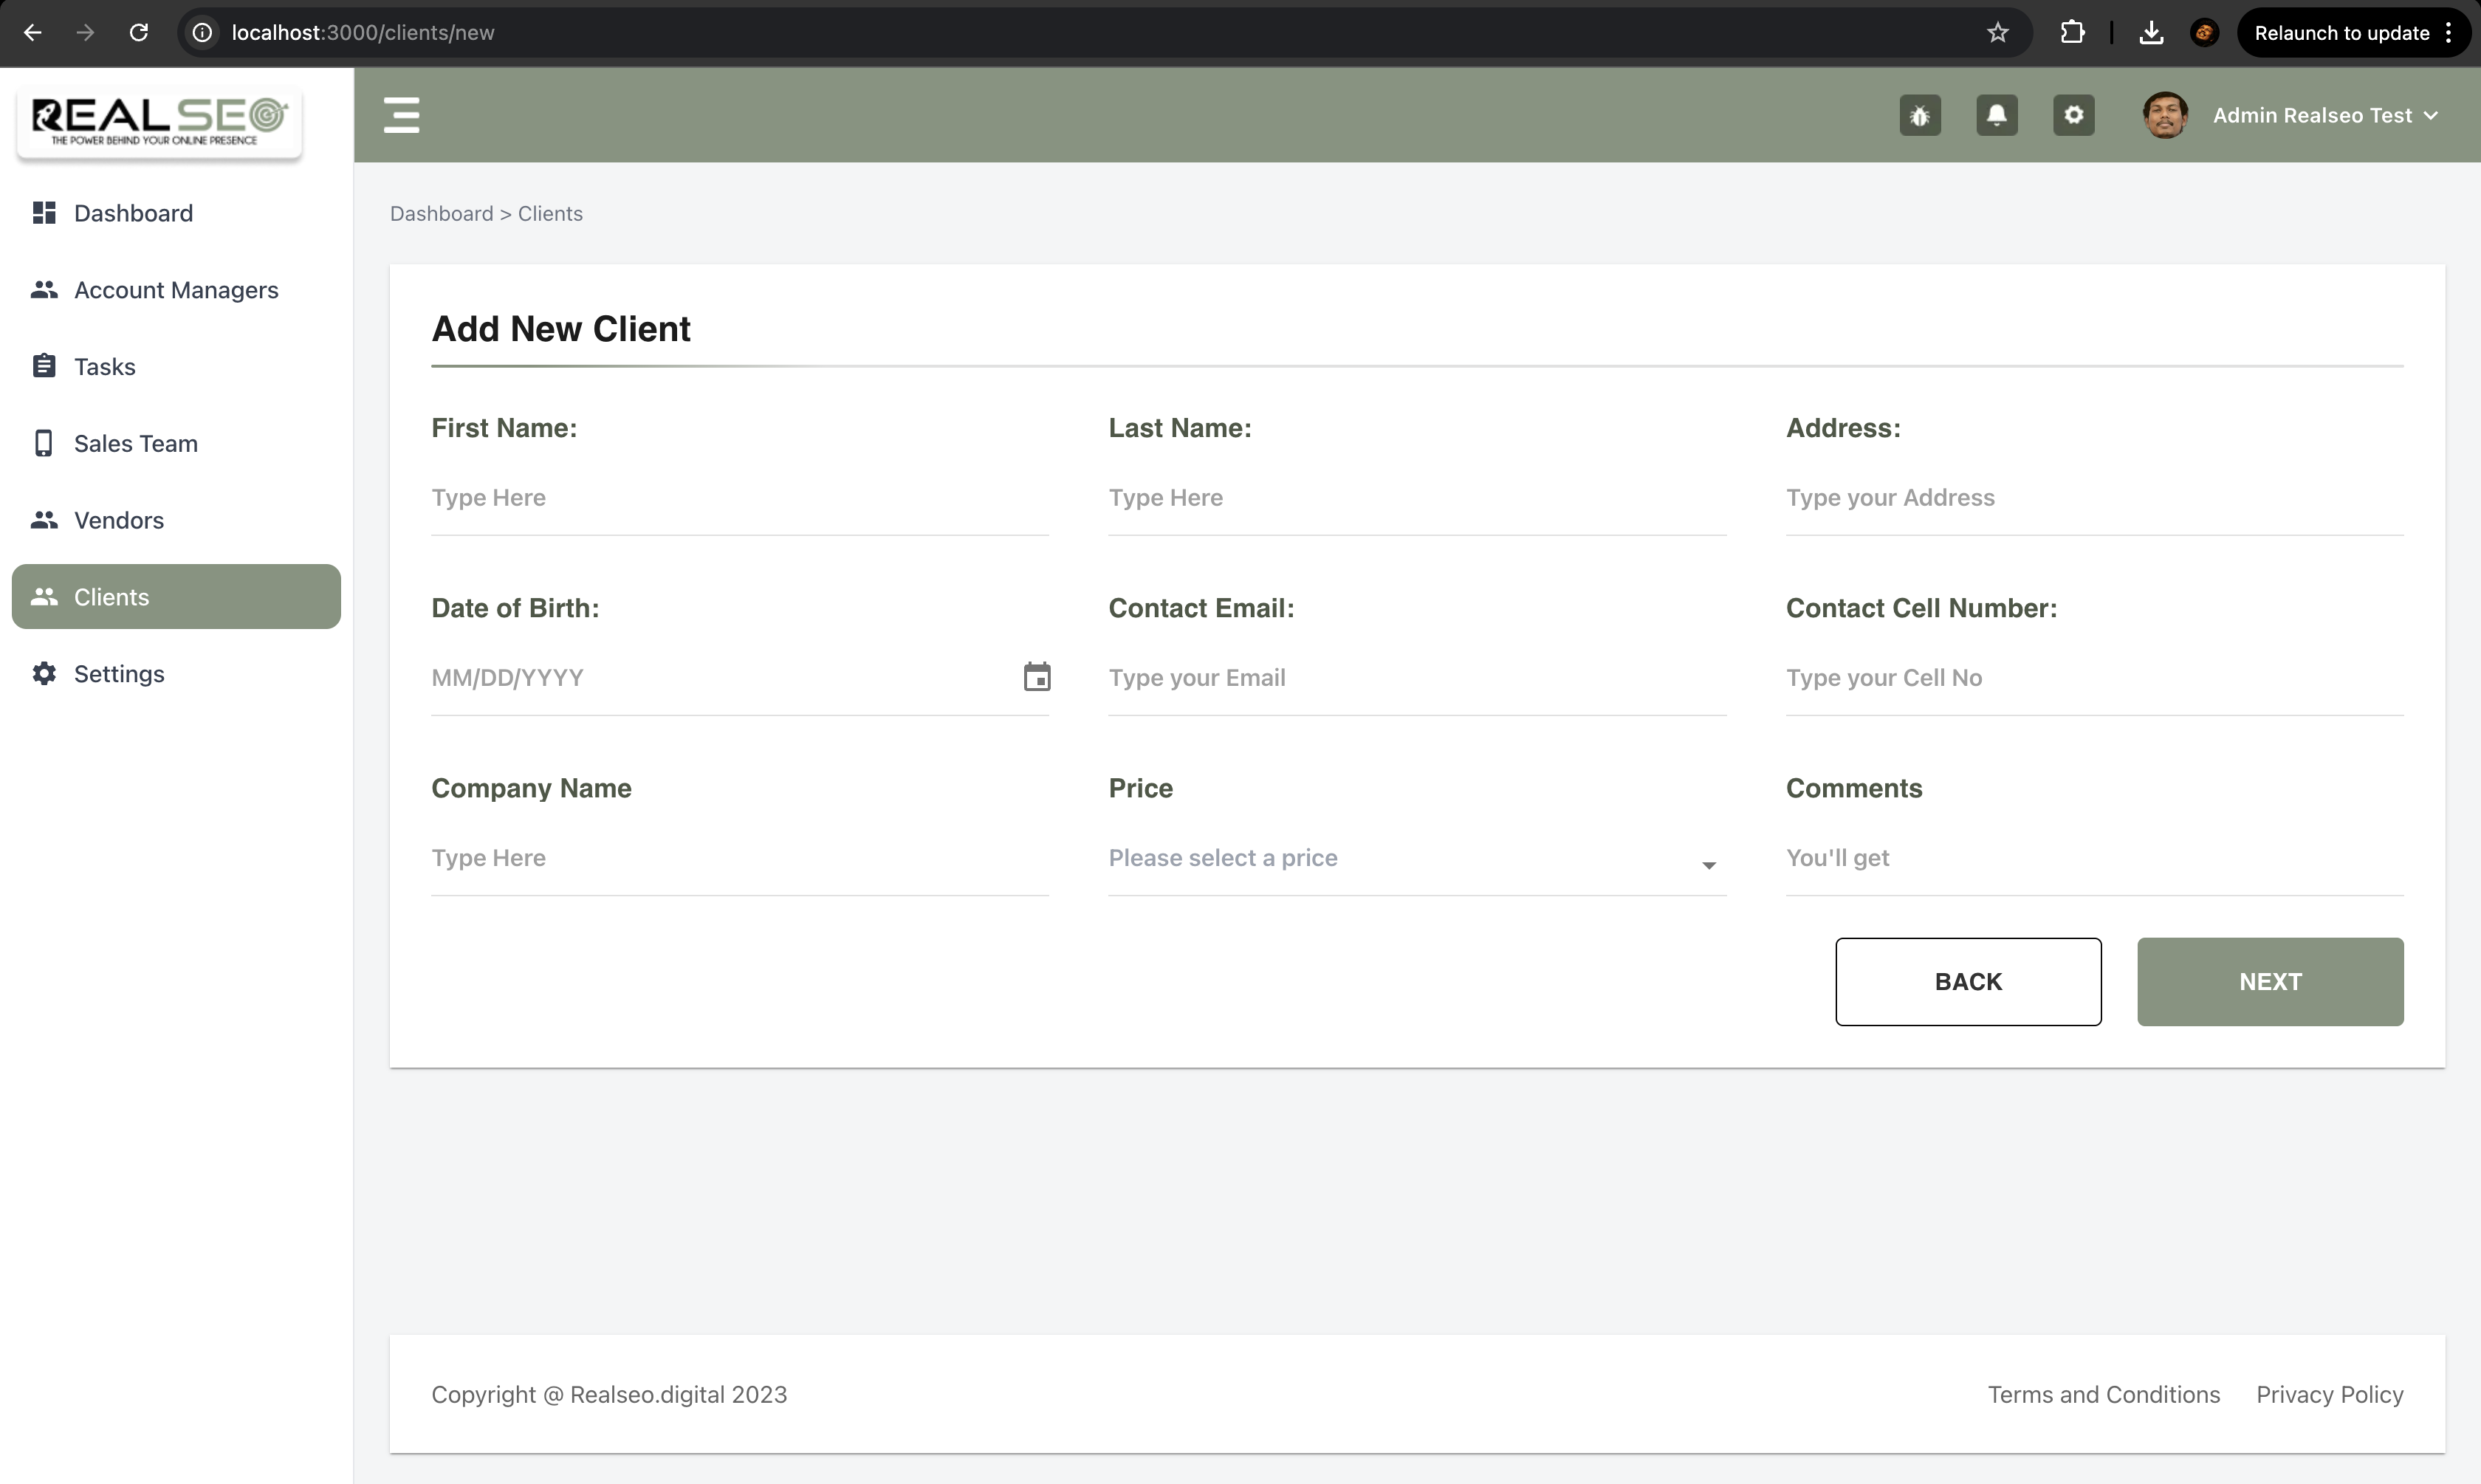 localhost:3000/clients/new
Relaunch to update
REALSEO
THE POWER BEHIND YOUR ONLINE PRESENCE
Admin Realseo Test
Dashboard
Account Managers
Tasks
Sales Team
Vendors
Clients
Settings
Dashboard > Clients
Add New Client
First Name:
Type Here
Last Name:
Type Here
Address:
Type your Address
Date of Birth:
MM/DD/YYYY
Contact Email:
Type your Email
Contact Cell Number:
Type your Cell No
Company Name
Type Here
Price
Please select a price
Comments
You'll get
BACK
NEXT
Copyright @ Realseo.digital 2023
Terms and Conditions
Privacy Policy